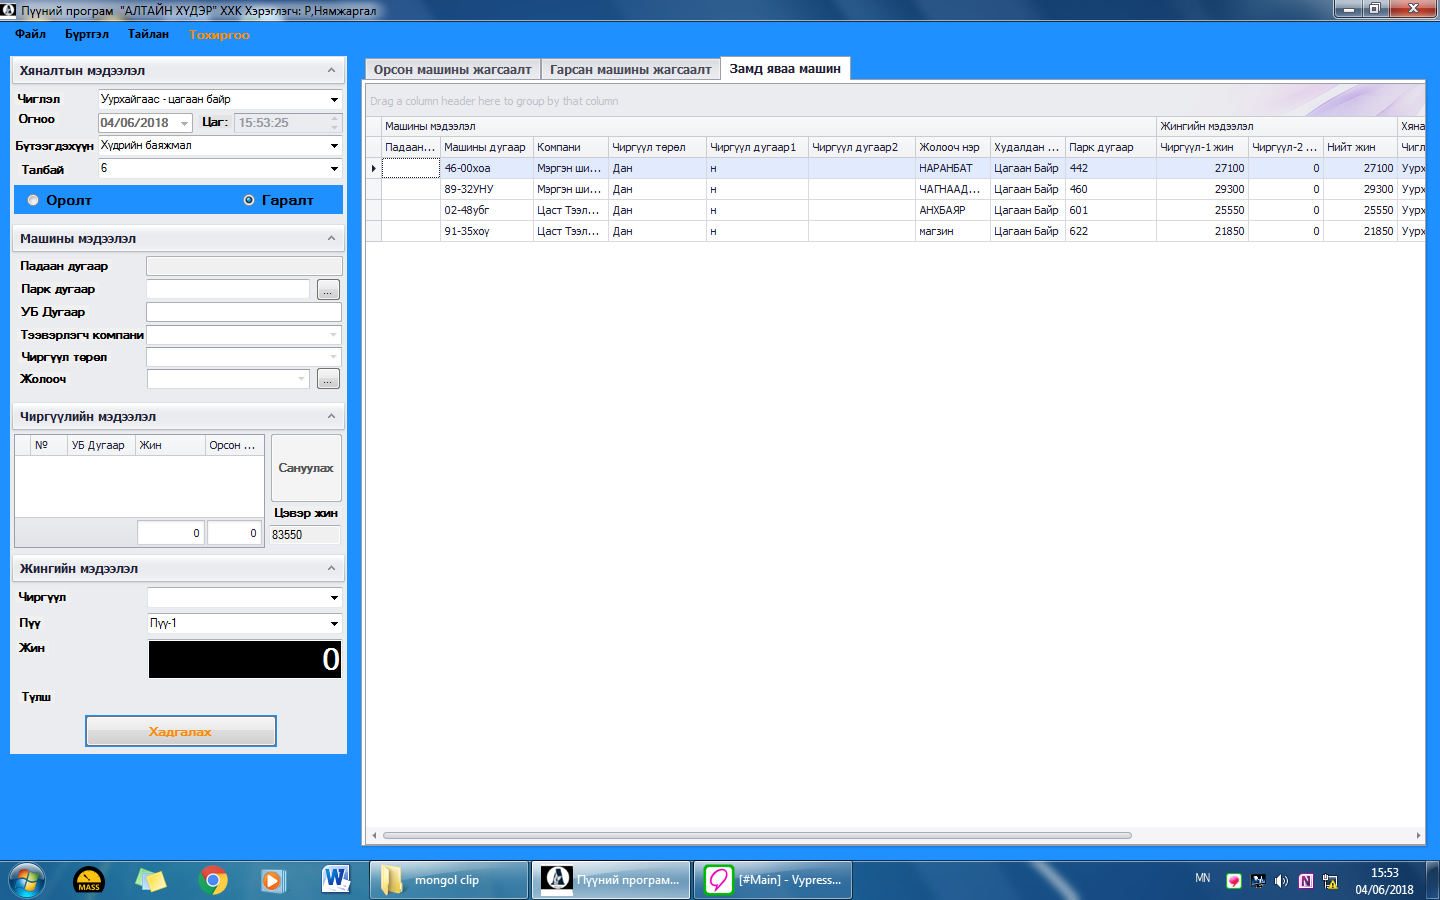 Пүүний програм "АЛТАЙН ХҮДЭР" ХХК Хэрэглэгч: Р,Нямжаргал
Файл Бүртгэл Тайлан Тохиргоо
Хяналтын мэдээлэл
Чиглэл Уурхайгаас - цагаан байр
Огноо 04/06/2018 Цаг: 15:53:25
Бүтээгдэхүүн Хүдрийн баяжмал
Талбай 6
Оролт Гаралт
Машины мэдээлэл
Падаан дугаар
Парк дугаар ...
УБ Дугаар
Тээвэрлэгч компани
Чиргүүл төрөл
Жолооч ...
Чиргүүлийн мэдээлэл
№ УБ Дугаар Жин Орсон ...
Сануулах
Цэвэр жин
0 0 83550
Жингийн мэдээлэл
Чиргүүл
Пүү Пүү-1
Жин 0
Түлш
Хадгалах
Орсон машины жагсаалт Гарсан машины жагсаалт Замд яваа машин
Drag a column header here to group by that column
Машины мэдээлэл Жингийн мэдээлэл Хяна
Падаан... Машины дугаар Компани Чиргүүл төрөл Чиргүүл дугаар1 Чиргүүл дугаар2 Жолооч нэр Худалдан ... Парк дугаар Чиргүүл-1 жин Чиргүүл-2 ... Нийт жин Чигл
46-00хоа Мэргэн ши... Дан н НАРАНБАТ Цагаан Байр 442 27100 0 27100 Уурх
89-32УНУ Мэргэн ши... Дан н ЧАГНААД... Цагаан Байр 460 29300 0 29300 Уурх
02-48убг Цаст Тээл... Дан н АНХБАЯР Цагаан Байр 601 25550 0 25550 Уурх
91-35хоү Цаст Тээл... Дан н магзин Цагаан Байр 622 21850 0 21850 Уурх
MASS
mongol clip
Пүүний програм...
[#Main] - Vypress...
MN
15:53
04/06/2018